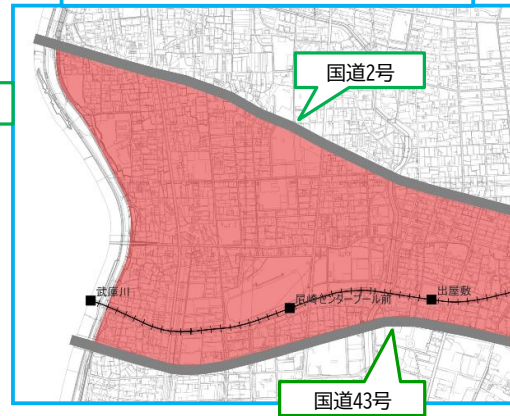 国道2号
武庫川
尼崎センタープール前
出屋敷
国道43号